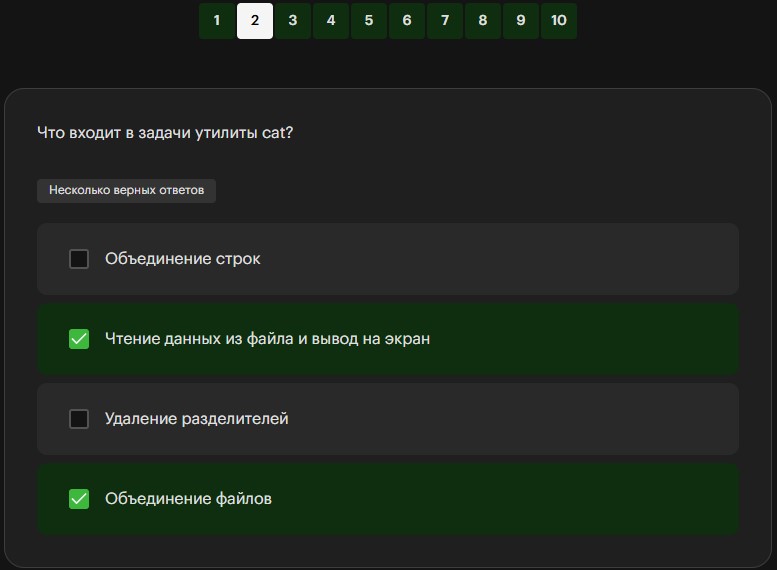 1 2 3 4 5 6 7 8 9 10
Что входит в задачи утилиты cat?
Несколько верных ответов
Объединение строк
Чтение данных из файла и вывод на экран
Удаление разделителей
Объединение файлов